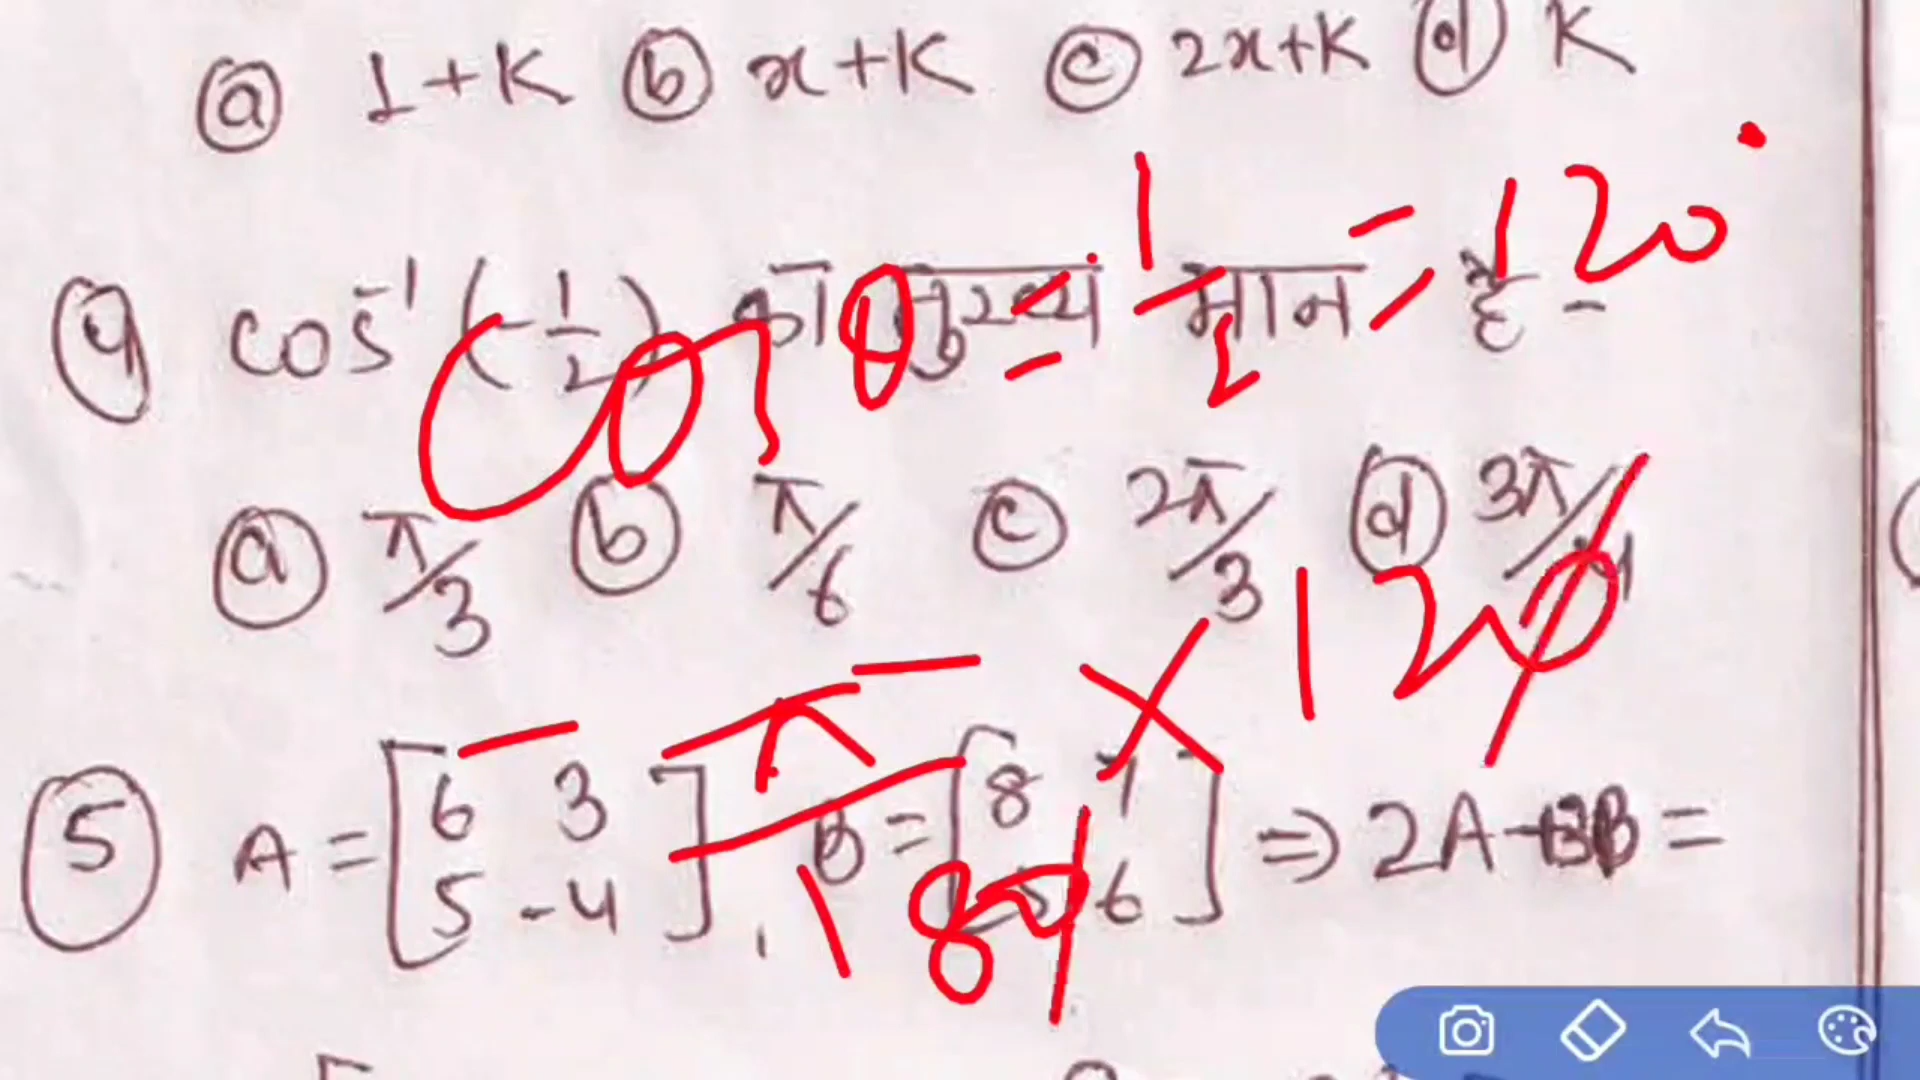 ⓐ 1+K ⓑ x+K ⓒ 2x+K ⓓ K
④ cos⁻¹(-1/2) का मुख्य मान है -
cos θ = -1/2 = 120°
ⓐ π/3 ⓑ π/6 ⓒ 2π/3 ⓓ 3π/4
π/180 × 120
⑤ A = [6 3 5 -4], B = [8 7 6] ⇒ 2A =